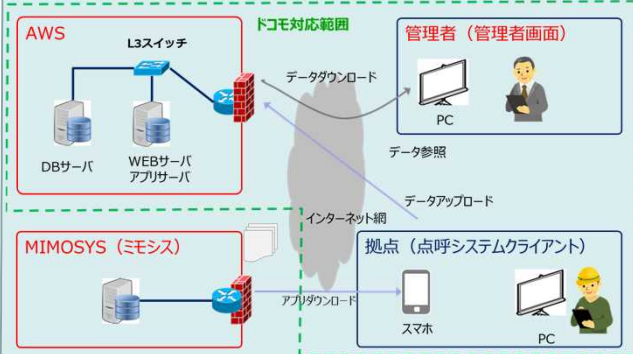 AWS
L3スイッチ
ドコモ対応範囲
管理者（管理者画面）
データダウンロード
PC
DBサーバ
WEBサーバ
アプリサーバ
データ参照
データアップロード
インターネット網
MIMOSYS（ミモシス）
拠点（点呼システムクライアント）
アプリダウンロード
スマホ
PC